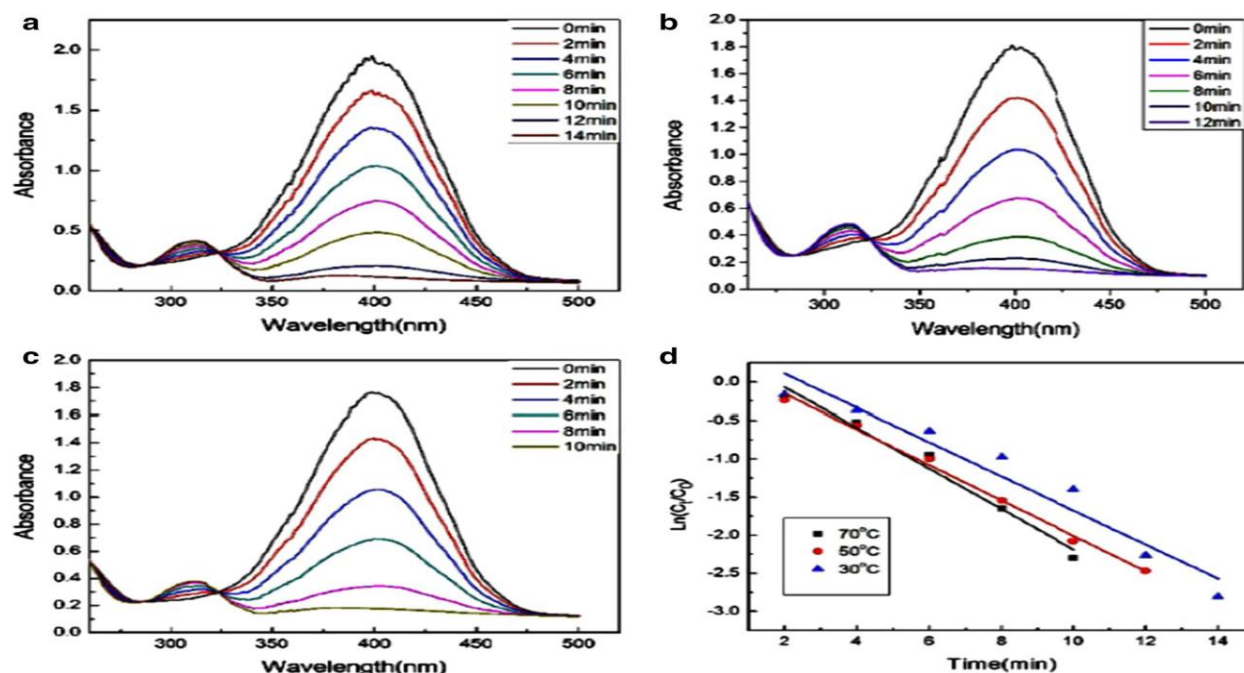 a
0min
2min
4min
6min
8min
10min
12min
14min
2.0
1.5
1.0
0.5
0.0
Absorbance
300 350 400 450 500
Wavelength(nm)
b
0min
2min
4min
6min
8min
10min
12min
2.0
1.8
1.6
1.4
1.2
1.0
0.8
0.6
0.4
0.2
0.0
Absorbance
300 350 400 450 500
Wavelength(nm)
c
0min
2min
4min
6min
8min
10min
2.0
1.8
1.6
1.4
1.2
1.0
0.8
0.6
0.4
0.2
0.0
Absorbance
300 350 400 450 500
Wavelength(nm)
d
0.0
-0.5
-1.0
-1.5
-2.0
-2.5
-3.0
Ln(Ct/C0)
70°C
50°C
30°C
2 4 6 8 10 12 14
Time(min)